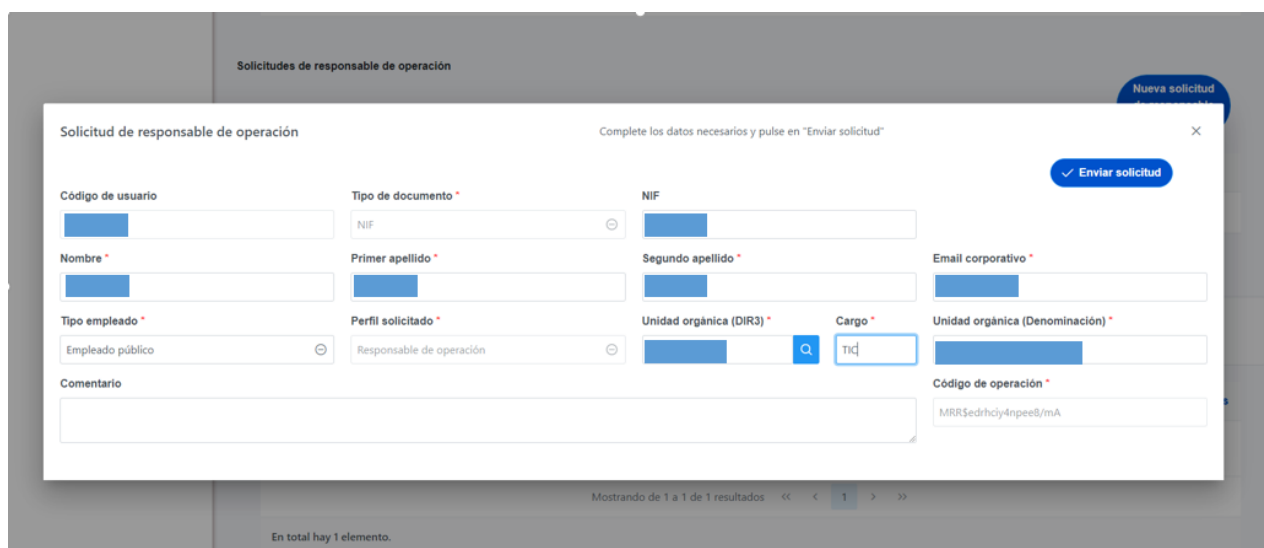 Solicitudes de responsable de operación
Nueva solicitud
Solicitud de responsable de operación
Complete los datos necesarios y pulse en "Enviar solicitud"
Enviar solicitud
Código de usuario
Tipo de documento *
NIF
NIF
Nombre *
Primer apellido *
Segundo apellido *
Email corporativo *
Tipo empleado *
Perfil solicitado *
Unidad orgánica (DIR3) *
Cargo *
Unidad orgánica (Denominación) *
Empleado público
Responsable de operación
TIC
Comentario
Código de operación *
MRR$edrhciy4npee8/mA
Mostrando de 1 a 1 de 1 resultados << < 1 > >>
En total hay 1 elemento.